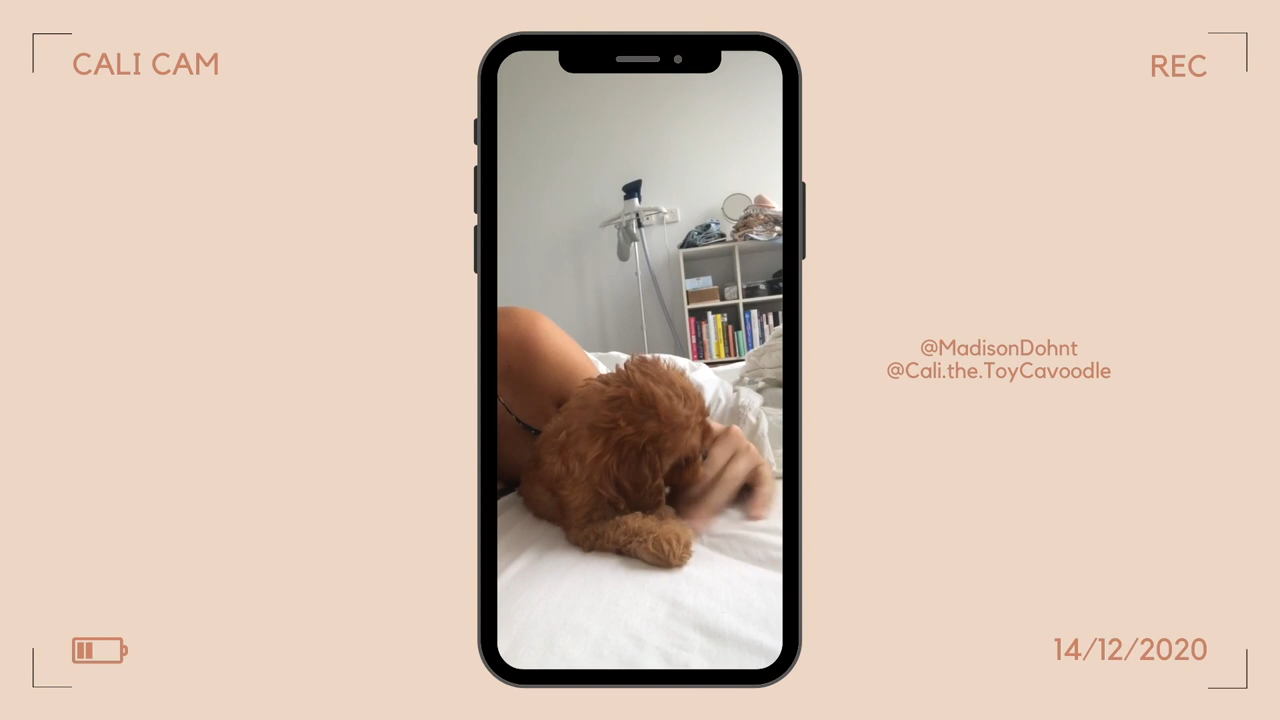 CALI CAM
REC
@MadisonDohnt
@Cali.the.ToyCavoodle
14/12/2020